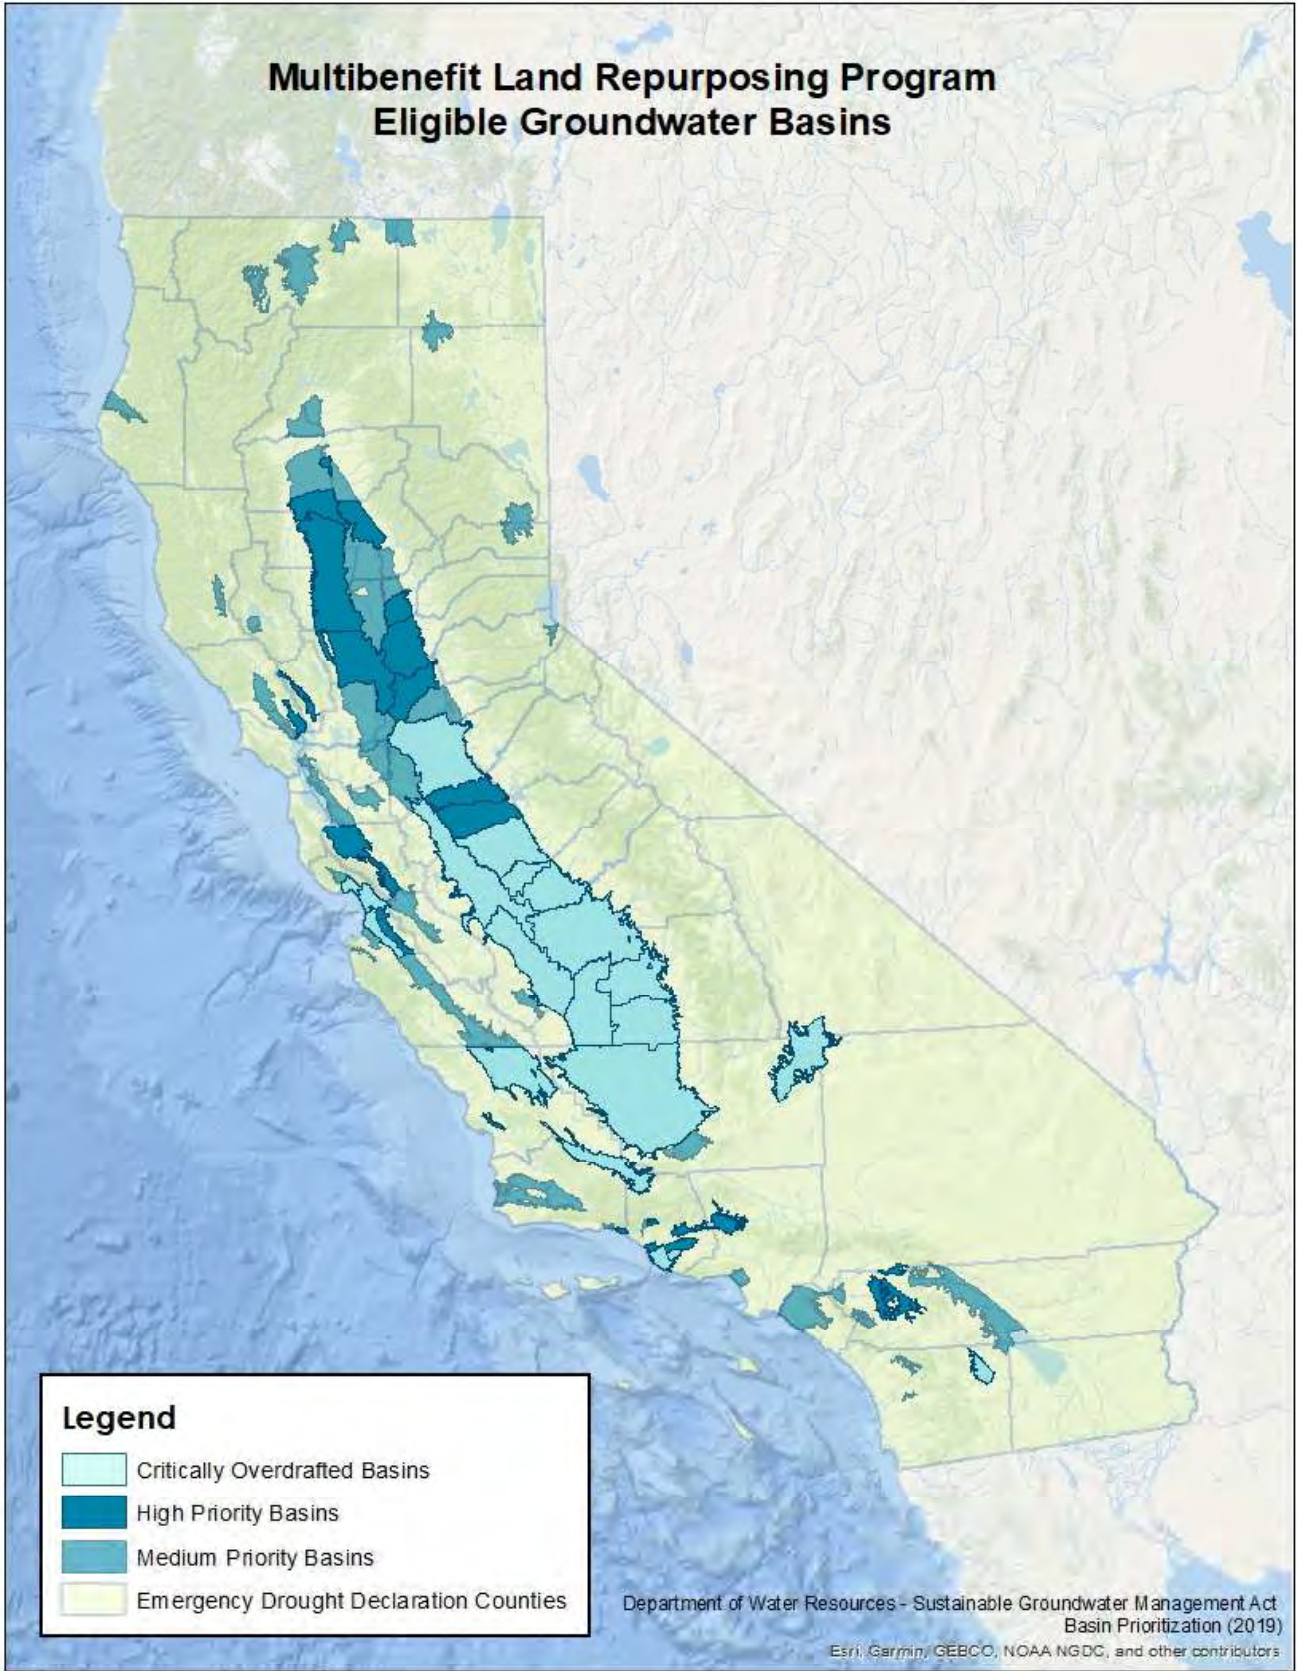 Multibenefit Land Repurposing Program
Eligible Groundwater Basins
Legend
Critically Overdrafted Basins
High Priority Basins
Medium Priority Basins
Emergency Drought Declaration Counties
Department of Water Resources - Sustainable Groundwater Management Act
Basin Prioritization (2019)
Esri, Garmin, GEBCO, NOAA NGDC, and other contributors